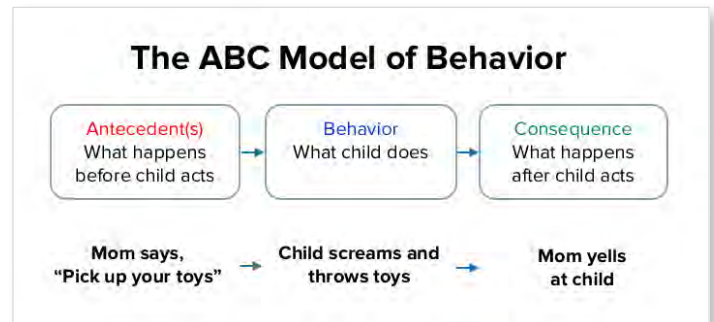 The ABC Model of Behavior
Antecedent(s)
What happens
before child acts
Behavior
What child does
Consequence
What happens
after child acts
Mom says,
“Pick up your toys”
Child screams and
throws toys
Mom yells
at child